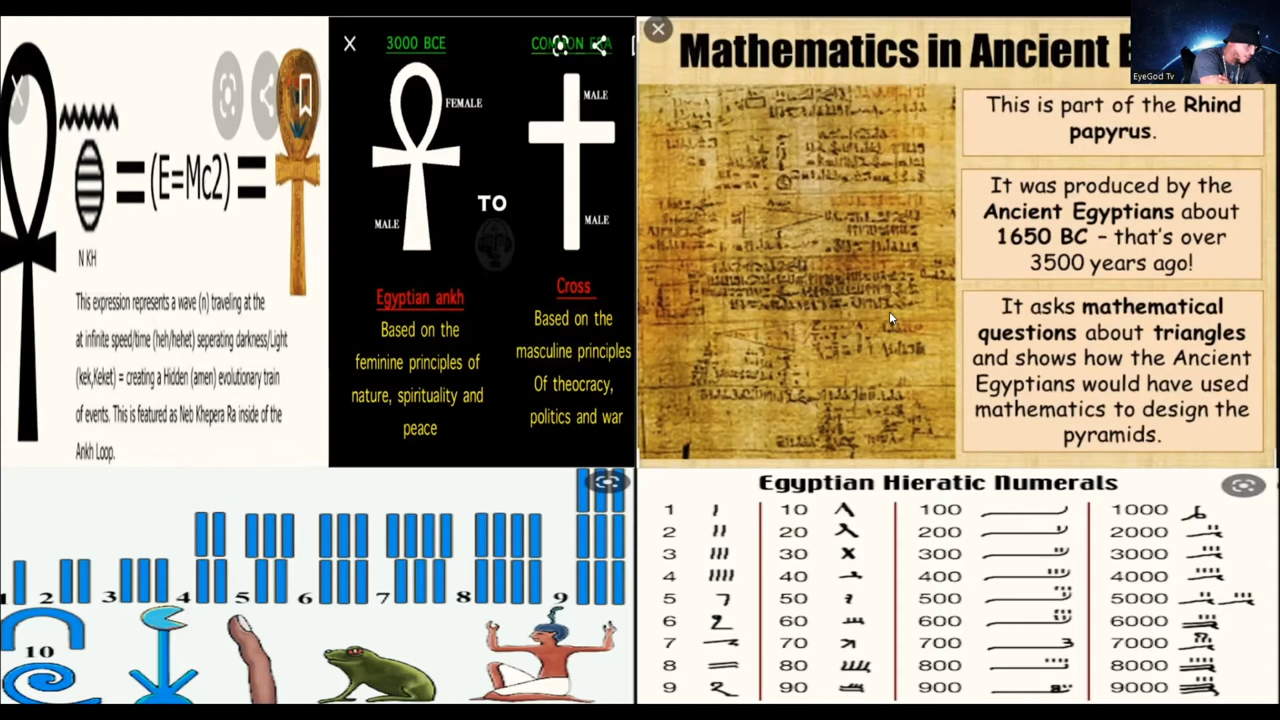 = (E=Mc2) =
N KH
This expression represents a wave (n) traveling at the
at infinite speed/time (heh/hehet) seperating darkness/Light
(kek,Keket) = creating a Hidden (amen) evolutionary train
of events. This is featured as Neb Khepera Ra inside of the
Ankh Loop.
3000 BCE
FEMALE
MALE
TO
Egyptian ankh
Based on the
feminine principles of
nature, spirituality and
peace
MALE
MALE
Cross
Based on the
masculine principles
Of theocracy,
politics and war
Mathematics in Ancient
EyeGod Tv
This is part of the Rhind
papyrus.
It was produced by the
Ancient Egyptians about
1650 BC – that's over
3500 years ago!
It asks mathematical
questions about triangles
and shows how the Ancient
Egyptians would have used
mathematics to design the
pyramids.
1 2 3 4 5 6 7 8 9
10
Egyptian Hieratic Numerals
1 10 100 1000
2 20 200 2000
3 30 300 3000
4 40 400 4000
5 50 500 5000
6 60 600 6000
7 70 700 7000
8 80 800 8000
9 90 900 9000